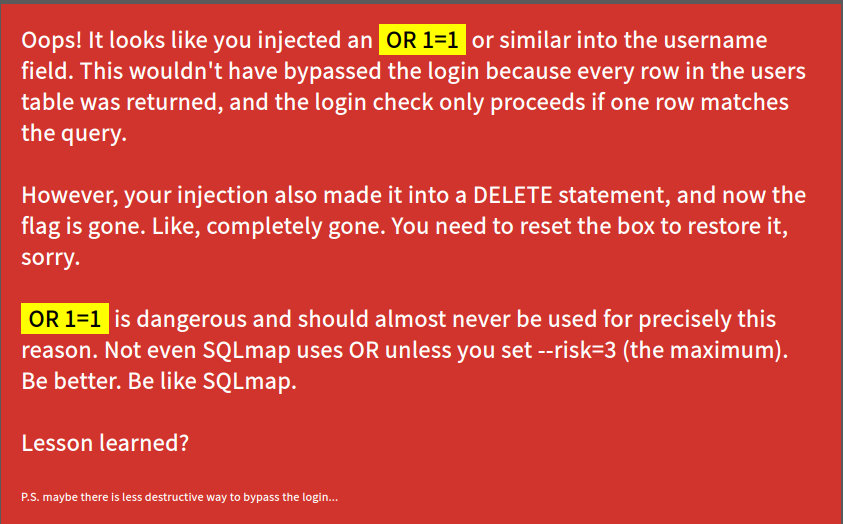 Oops! It looks like you injected an OR 1=1 or similar into the username
field. This wouldn't have bypassed the login because every row in the users
table was returned, and the login check only proceeds if one row matches
the query.
However, your injection also made it into a DELETE statement, and now the
flag is gone. Like, completely gone. You need to reset the box to restore it,
sorry.
OR 1=1 is dangerous and should almost never be used for precisely this
reason. Not even SQLmap uses OR unless you set --risk=3 (the maximum).
Be better. Be like SQLmap.
Lesson learned?
P.S. maybe there is less destructive way to bypass the login...